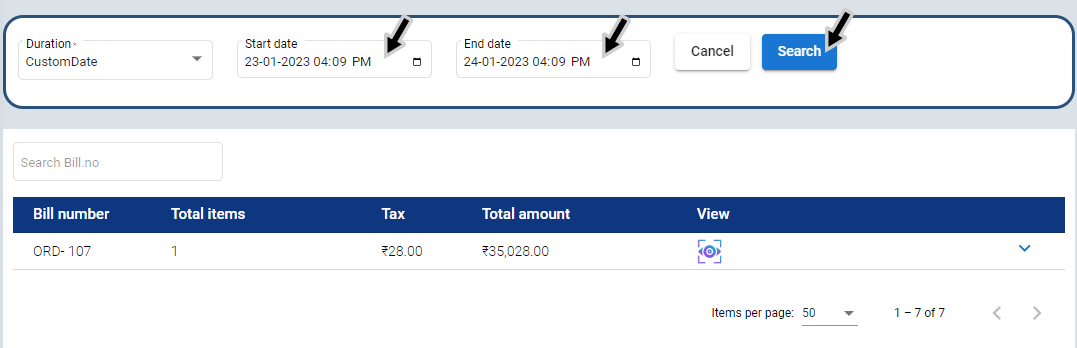 Duration*
CustomDate
Start date
23-01-2023 04:09 PM
End date
24-01-2023 04:09 PM
Cancel
Search
Search Bill.no
Bill number Total items Tax Total amount View
ORD- 107 1 ₹28.00 ₹35,028.00
Items per page: 50 1 – 7 of 7